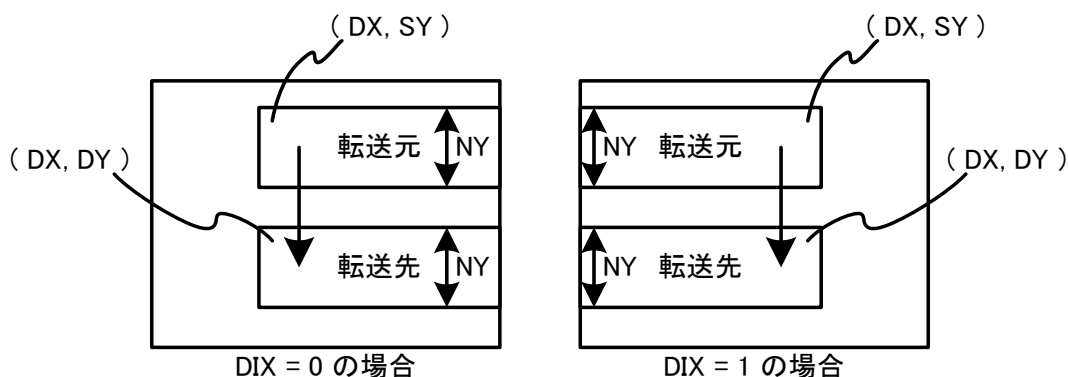 ( DX, SY )
( DX, SY )
転送元
NY
NY
転送元
( DX, DY )
( DX, DY )
転送先
NY
NY
転送先
DIX = 0 の場合
DIX = 1 の場合